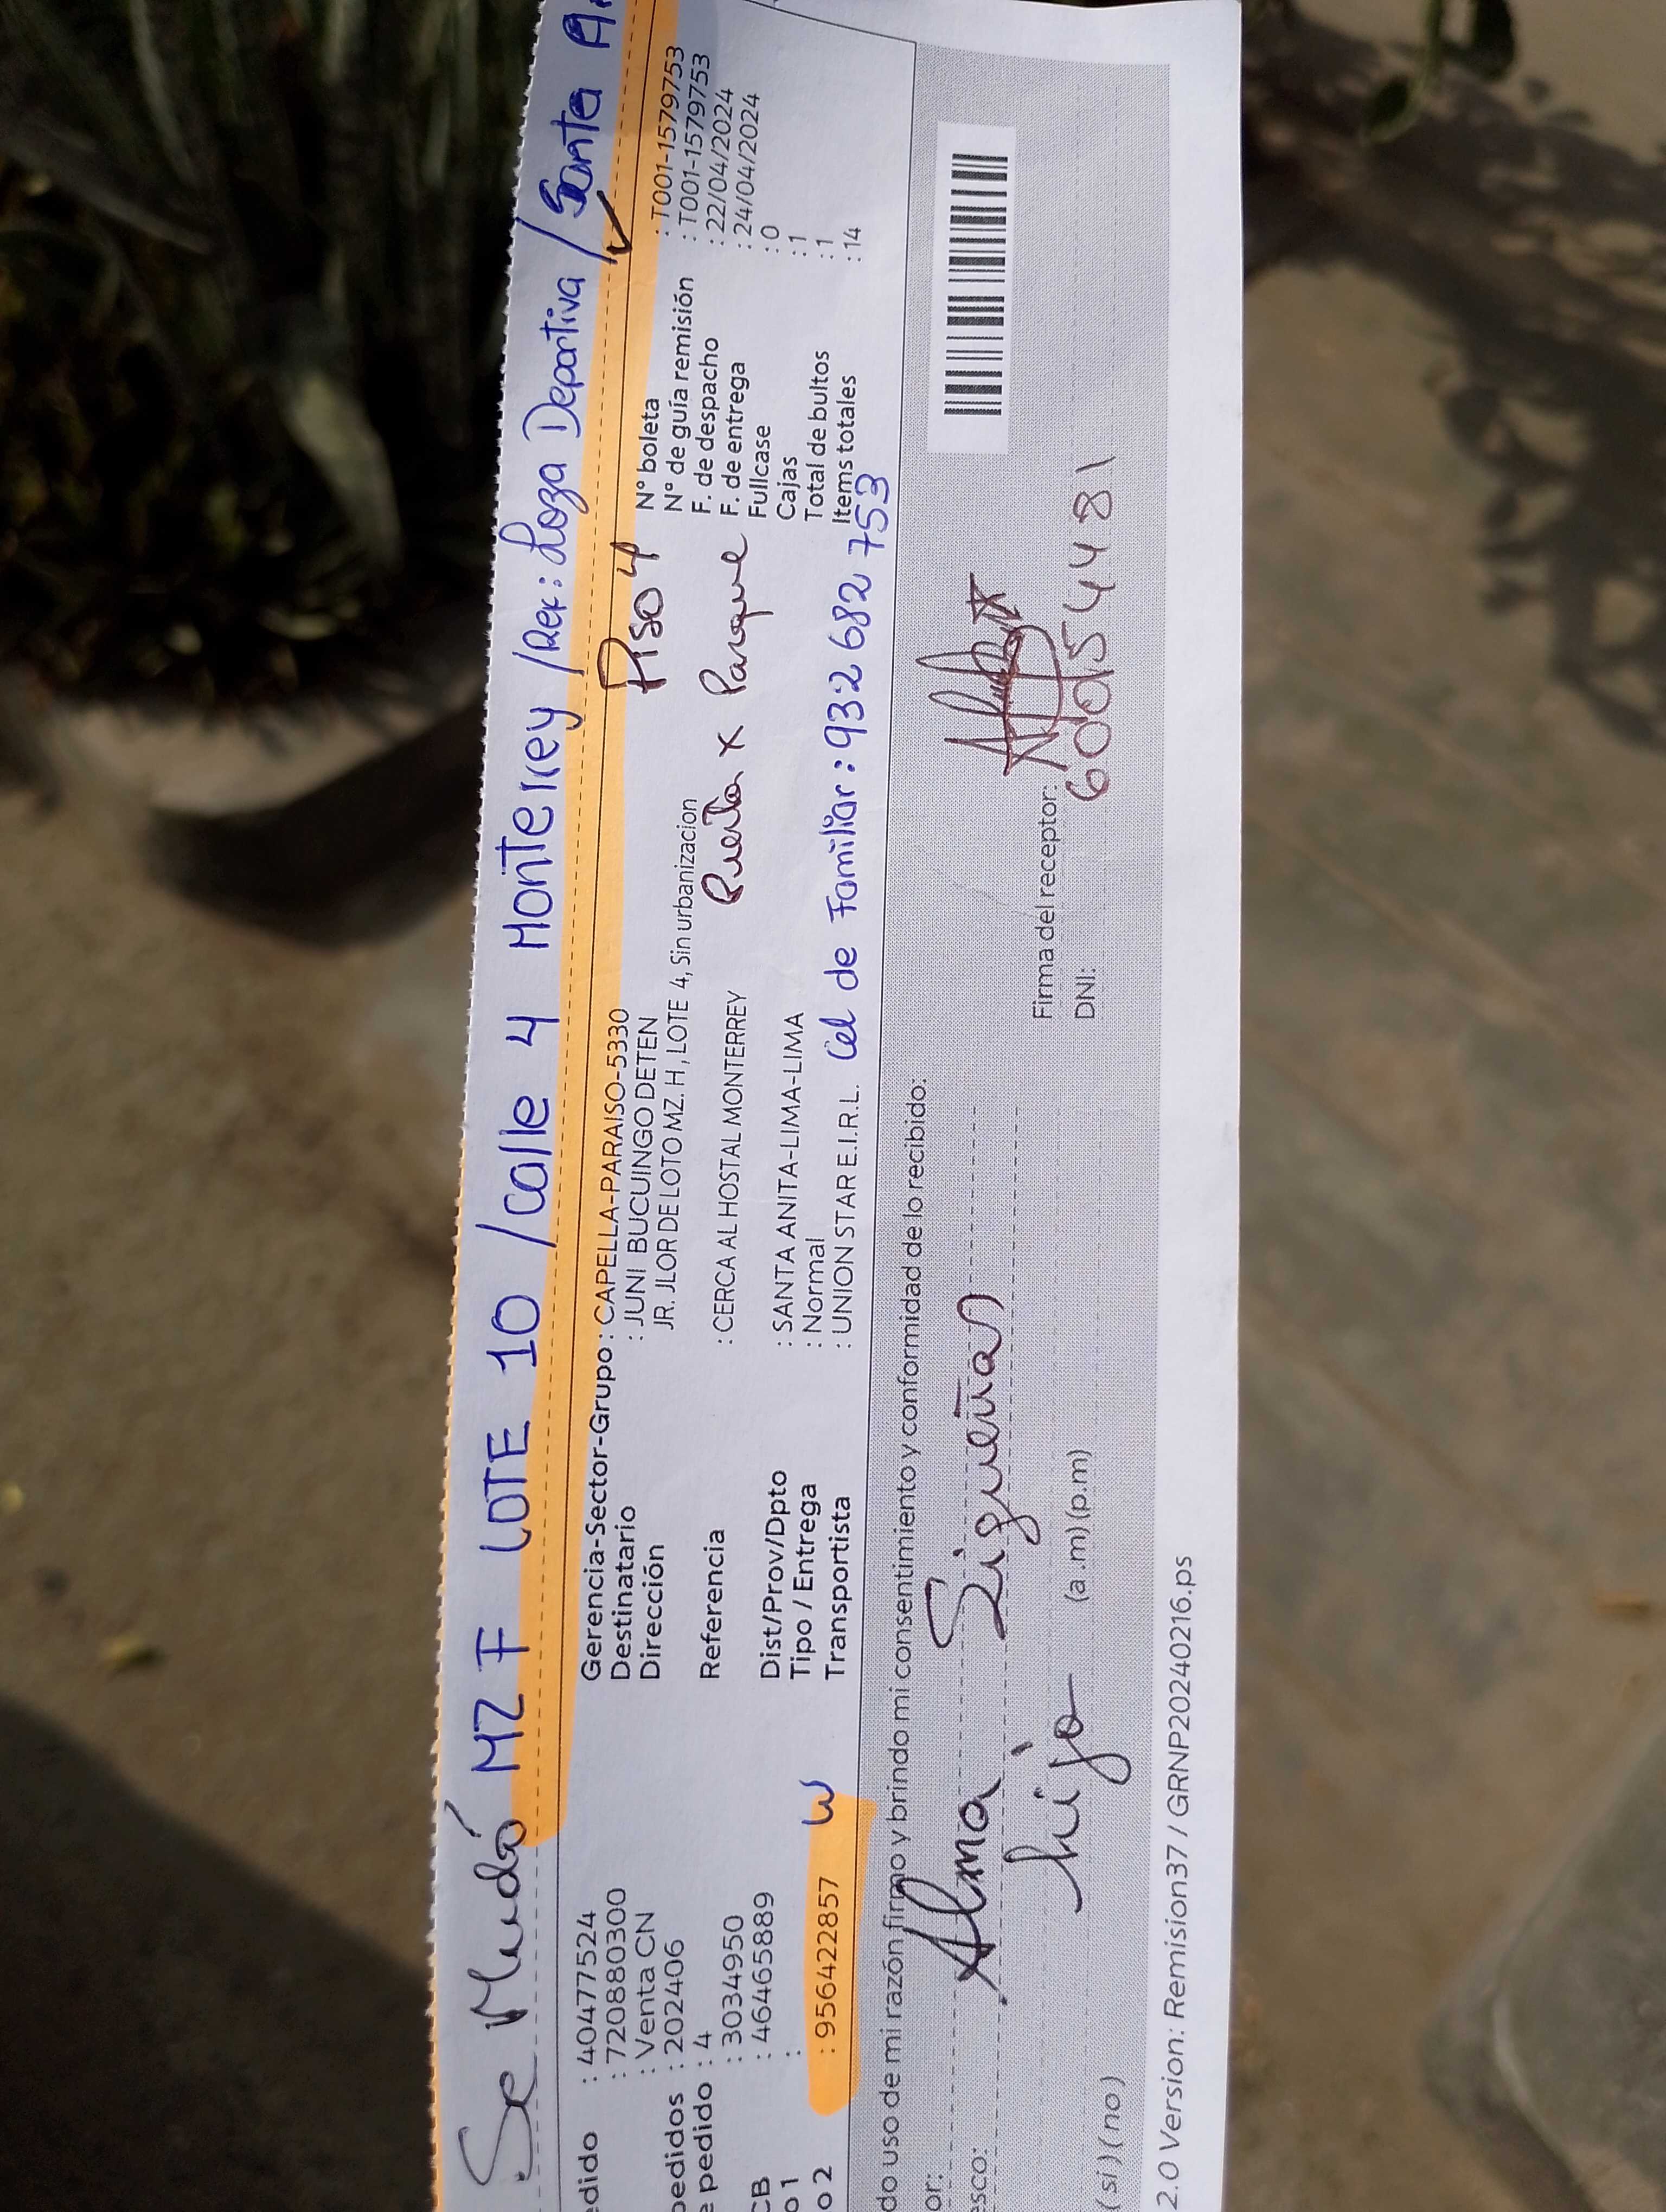 Se Mudó MZ F LOTE 10 / Calle 4 Monterrey / Ref: Loza Deportiva / Santa A
edido : 40477524
: 720880300
: Venta CN
pedidos : 202406
e pedido : 4
: 3034950
CB : 46465889
o 1 :
o 2 : 956422857 W
Gerencia-Sector-Grupo : CAPELLA-PARAISO-5330
Destinatario : JUNI BUCUINGO DETEN
Dirección JR. JLOR DE LOTO MZ. H , LOTE 4, Sin urbanizacion
Referencia : CERCA AL HOSTAL MONTERREY
Dist/Prov/Dpto : SANTA ANITA-LIMA-LIMA
Tipo / Entrega : Normal
Transportista : UNION STAR E.I.R.L.
Piso 4
Puerta x Parque
Cel de Familiar : 932 682 753
N° boleta : T001-1579753
N° de guía remisión : T001-1579753
F. de despacho : 22/04/2024
F. de entrega : 24/04/2024
Fullcase : 0
Cajas : 1
Total de bultos : 1
Items totales : 14
do uso de mi razón firmo y brindo mi consentimiento y conformidad de lo recibido:
or: Alma
esco: hijo
(si) (no) (a .m) (p.m)
Firma del receptor:
DNI:
2.0 Version: Remision37 / GRNP20240216.ps